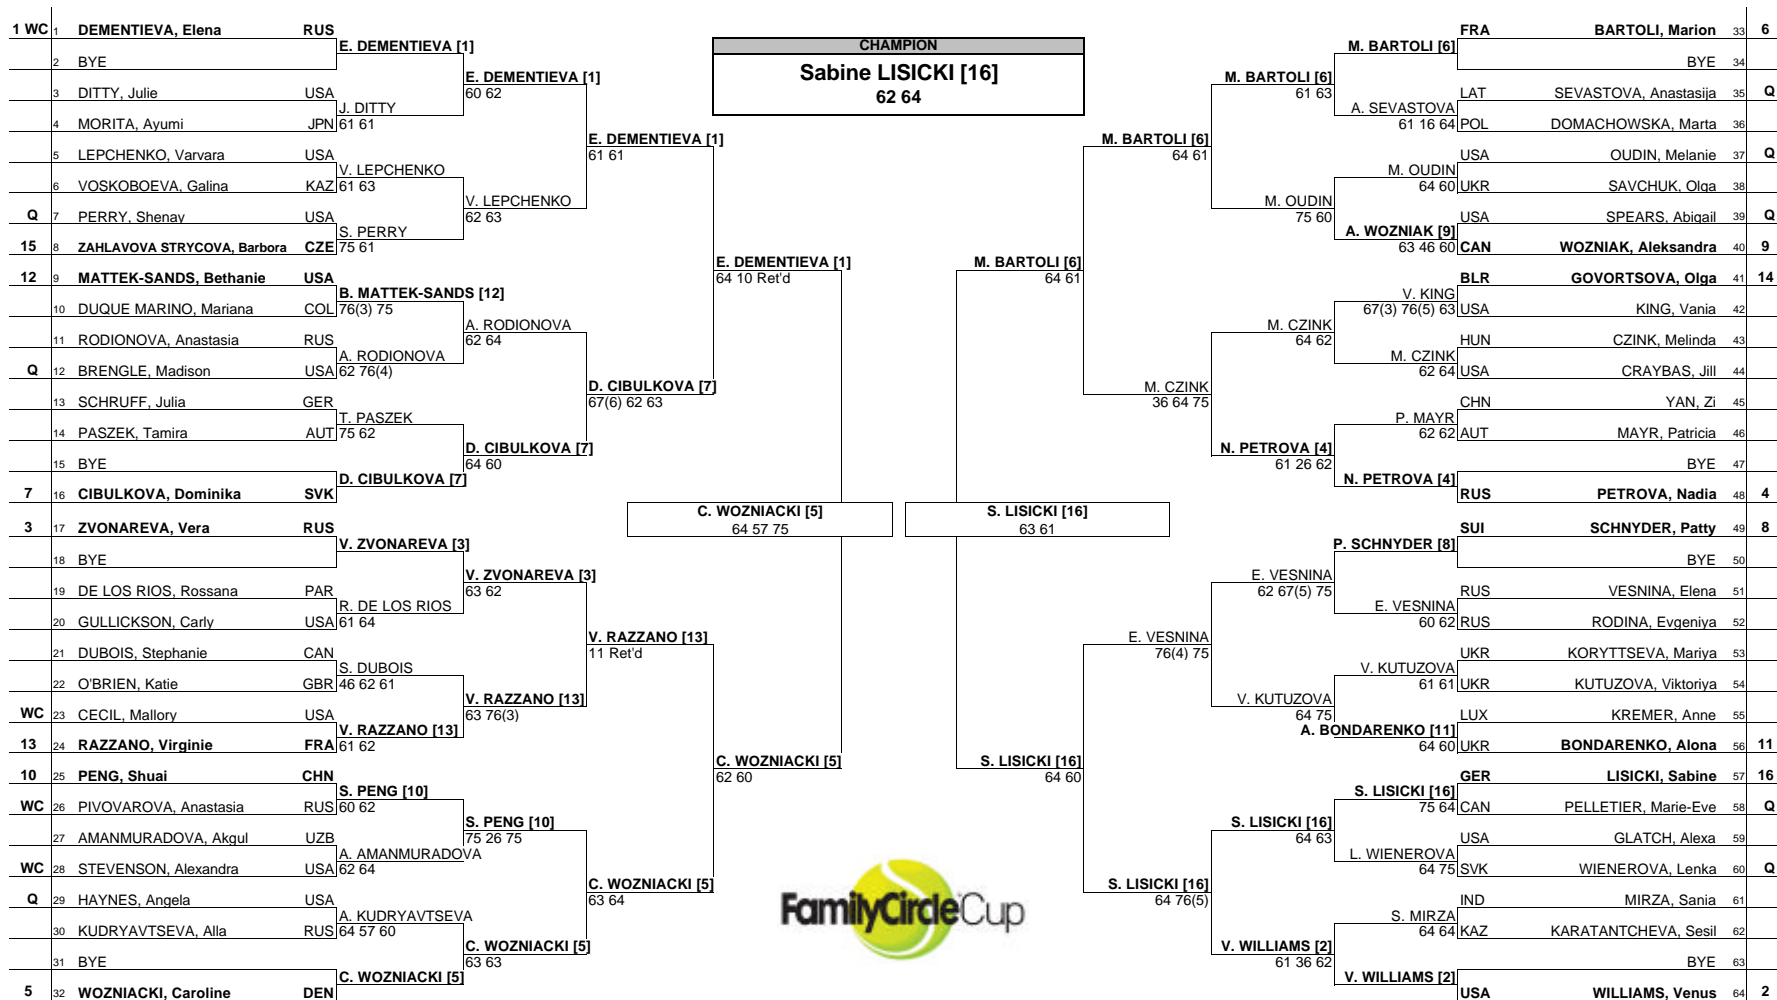 CHAMPION
Sabine LISICKI [16]
62 64
1 WC 1 DEMENTIEVA, Elena RUS
2 BYE
3 DITTY, Julie USA
4 MORITA, Ayumi JPN
5 LEPCHENKO, Varvara USA
6 VOSKOBOEVA, Galina KAZ
Q 7 PERRY, Shenay USA
15 8 ZAHLAVOVA STRYCOVA, Barbora CZE
12 9 MATTEK-SANDS, Bethanie USA
10 DUQUE MARINO, Mariana COL
11 RODIONOVA, Anastasia RUS
Q 12 BRENGLE, Madison USA
13 SCHRUFF, Julia GER
14 PASZEK, Tamira AUT
15 BYE
7 16 CIBULKOVA, Dominika SVK
3 17 ZVONAREVA, Vera RUS
18 BYE
19 DE LOS RIOS, Rossana PAR
20 GULLICKSON, Carly USA
21 DUBOIS, Stephanie CAN
22 O'BRIEN, Katie GBR
WC 23 CECIL, Mallory USA
13 24 RAZZANO, Virginie FRA
10 25 PENG, Shuai CHN
WC 26 PIVOVAROVA, Anastasia RUS
27 AMANMURADOVA, Akgul UZB
WC 28 STEVENSON, Alexandra USA
Q 29 HAYNES, Angela USA
30 KUDRYAVTSEVA, Alla RUS
31 BYE
5 32 WOZNIACKI, Caroline DEN
E. DEMENTIEVA [1]
J. DITTY
61 61
V. LEPCHENKO
61 63
S. PERRY
75 61
B. MATTEK-SANDS [12]
76(3) 75
A. RODIONOVA
62 76(4)
T. PASZEK
75 62
D. CIBULKOVA [7]
V. ZVONAREVA [3]
R. DE LOS RIOS
61 64
S. DUBOIS
46 62 61
V. RAZZANO [13]
61 62
S. PENG [10]
60 62
A. AMANMURADOVA
62 64
A. KUDRYAVTSEVA
64 57 60
C. WOZNIACKI [5]
E. DEMENTIEVA [1]
60 62
V. LEPCHENKO
62 63
A. RODIONOVA
62 64
D. CIBULKOVA [7]
64 60
V. ZVONAREVA [3]
63 62
V. RAZZANO [13]
63 76(3)
S. PENG [10]
75 26 75
C. WOZNIACKI [5]
63 63
E. DEMENTIEVA [1]
61 61
D. CIBULKOVA [7]
67(6) 62 63
V. RAZZANO [13]
11 Ret'd
C. WOZNIACKI [5]
63 64
E. DEMENTIEVA [1]
64 10 Ret'd
C. WOZNIACKI [5]
62 60
C. WOZNIACKI [5]
64 57 75
S. LISICKI [16]
63 61
M. BARTOLI [6]
64 61
S. LISICKI [16]
64 60
M. BARTOLI [6]
64 61
M. CZINK
36 64 75
E. VESNINA
76(4) 75
S. LISICKI [16]
64 76(5)
M. BARTOLI [6]
61 63
M. OUDIN
75 60
M. CZINK
64 62
N. PETROVA [4]
61 26 62
E. VESNINA
62 67(5) 75
V. KUTUZOVA
64 75
S. LISICKI [16]
64 63
V. WILLIAMS [2]
61 36 62
M. BARTOLI [6]
A. SEVASTOVA
61 16 64
M. OUDIN
64 60
A. WOZNIAK [9]
63 46 60
V. KING
67(3) 76(5) 63
M. CZINK
62 64
P. MAYR
62 62
N. PETROVA [4]
P. SCHNYDER [8]
E. VESNINA
60 62
V. KUTUZOVA
61 61
A. BONDARENKO [11]
64 60
S. LISICKI [16]
75 64
L. WIENEROVA
64 75
S. MIRZA
64 64
V. WILLIAMS [2]
FRA BARTOLI, Marion 33 6
BYE 34
LAT SEVASTOVA, Anastasija 35 Q
POL DOMACHOWSKA, Marta 36
USA OUDIN, Melanie 37 Q
UKR SAVCHUK, Olga 38
USA SPEARS, Abigail 39 Q
CAN WOZNIAK, Aleksandra 40 9
BLR GOVORTSOVA, Olga 41 14
USA KING, Vania 42
HUN CZINK, Melinda 43
USA CRAYBAS, Jill 44
CHN YAN, Zi 45
AUT MAYR, Patricia 46
BYE 47
RUS PETROVA, Nadia 48 4
SUI SCHNYDER, Patty 49 8
BYE 50
RUS VESNINA, Elena 51
RUS RODINA, Evgeniya 52
UKR KORYTTSEVA, Mariya 53
UKR KUTUZOVA, Viktoriya 54
LUX KREMER, Anne 55
UKR BONDARENKO, Alona 56 11
GER LISICKI, Sabine 57 16
CAN PELLETIER, Marie-Eve 58 Q
USA GLATCH, Alexa 59
SVK WIENEROVA, Lenka 60 Q
IND MIRZA, Sania 61
KAZ KARATANTCHEVA, Sesil 62
BYE 63
USA WILLIAMS, Venus 64 2
FamilyCircleCup